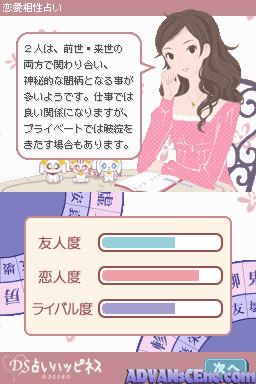 恋愛相性占い
2人は、前世・来世の
両方で関わり合い、
神秘的な間柄となる事が
多いようです。仕事では
良い関係になりますが、
プライベートでは破綻を
きたす場合もあります。
友人度
恋人度
ライバル度
DS占いハッピネス
2008
次へ
ADVANSCENE.com